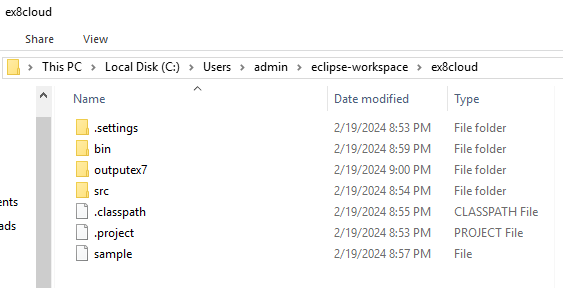 ex8cloud
Share View
This PC > Local Disk (C:) > Users > admin > eclipse-workspace > ex8cloud
Name Date modified Type
.settings 2/19/2024 8:53 PM File folder
bin 2/19/2024 8:59 PM File folder
outputex7 2/19/2024 9:00 PM File folder
src 2/19/2024 8:54 PM File folder
ents .classpath 2/19/2024 8:55 PM CLASSPATH File
ads .project 2/19/2024 8:53 PM PROJECT File
sample 2/19/2024 8:57 PM File